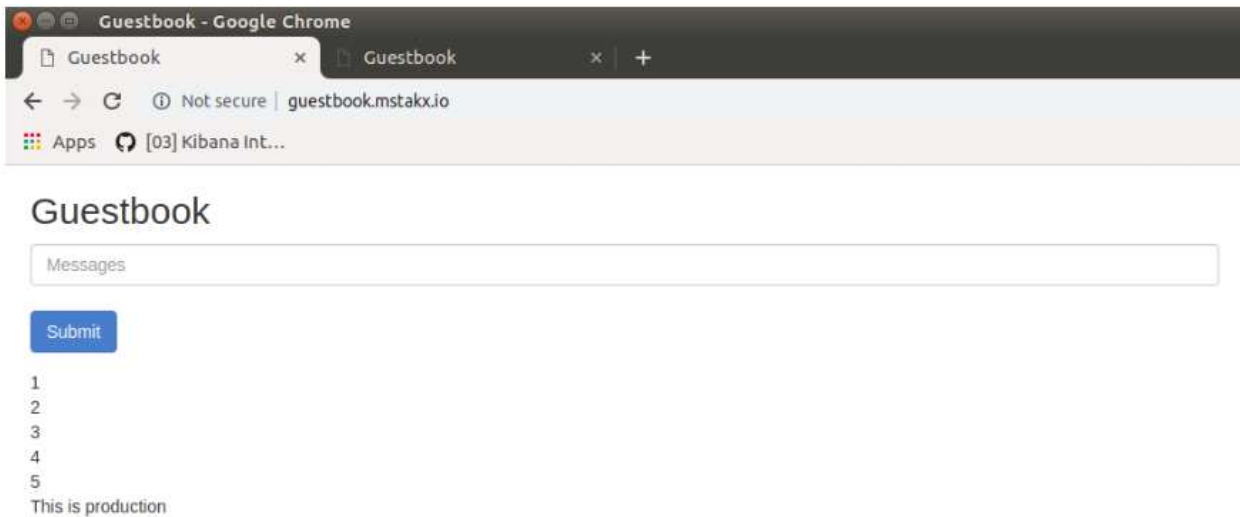 Guestbook - Google Chrome
Guestbook × Guestbook × +
Not secure | guestbook.mstakx.io
Apps [03] Kibana Int...
Guestbook
Messages
Submit
1
2
3
4
5
This is production